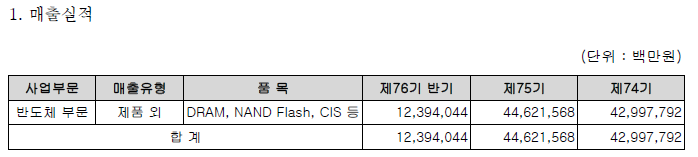 1. 매출실적
(단위 : 백만원)
사업부문 매출유형 품 목 제76기 반기 제75기 제74기
반도체 부문 제품 외 DRAM, NAND Flash, CIS 등 12,394,044 44,621,568 42,997,792
합 계 12,394,044 44,621,568 42,997,792